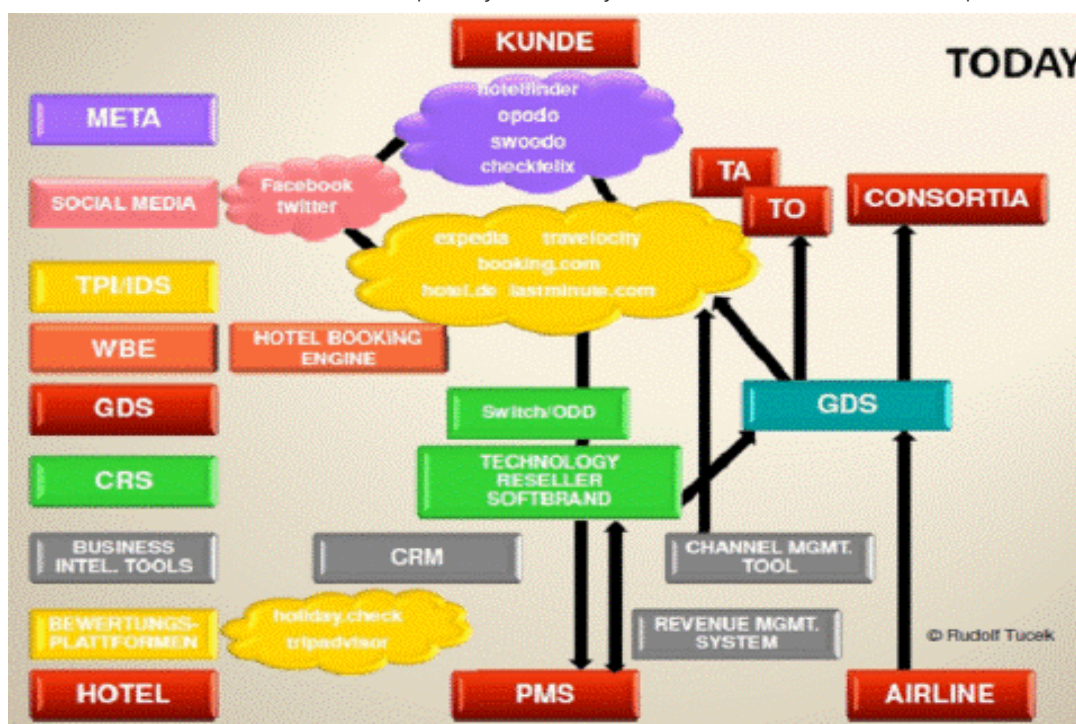 KUNDE
TODAY
META
hotelfinder
opodo
swoodo
checkfelix
SOCIAL MEDIA
Facebook
twitter
TA
TO
CONSORTIA
TPI/IDS
expedia travelocity
booking.com
hotel.de lastminute.com
WBE
HOTEL BOOKING
ENGINE
GDS
Switch/ODD
GDS
CRS
TECHNOLOGY
RESELLER
SOFTBRAND
BUSINESS
INTEL. TOOLS
CRM
CHANNEL MGMT.
TOOL
BEWERTUNGS-
PLATTFORMEN
holiday.check
tripadvisor
REVENUE MGMT.
SYSTEM
© Rudolf Tucek
HOTEL
PMS
AIRLINE